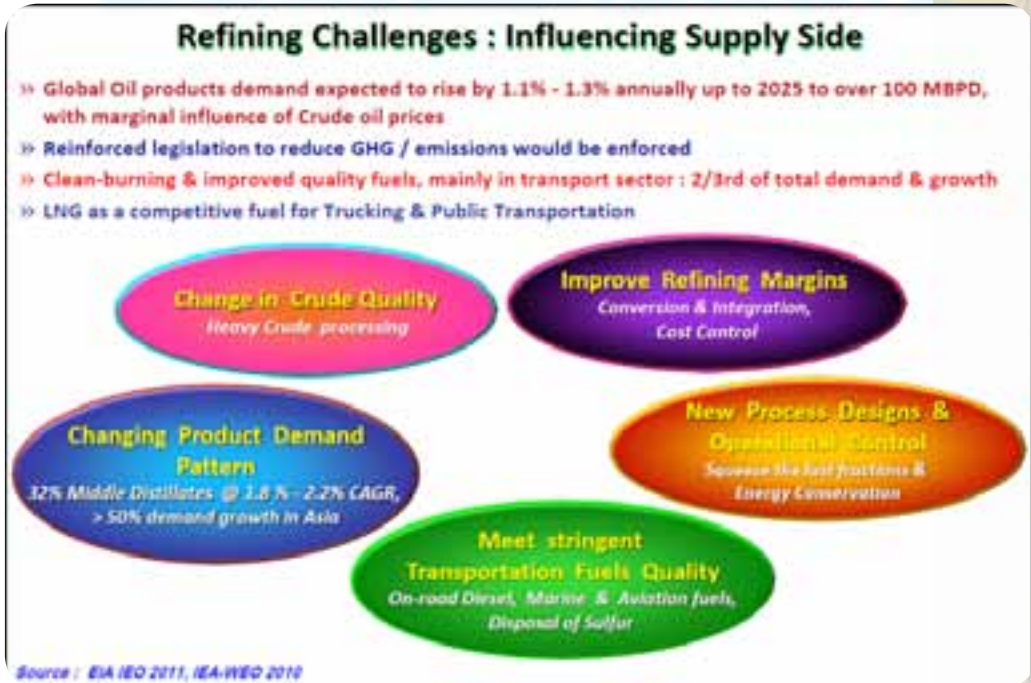 Refining Challenges : Influencing Supply Side
» Global Oil products demand expected to rise by 1.1% - 1.3% annually up to 2025 to over 100 MBPD,
with marginal influence of Crude oil prices
» Reinforced legislation to reduce GHG / emissions would be enforced
» Clean-burning & improved quality fuels, mainly in transport sector : 2/3rd of total demand & growth
» LNG as a competitive fuel for Trucking & Public Transportation
Change in Crude Quality
Heavy Crude processing
Improve Refining Margins
Conversion & Integration,
Cost Control
Changing Product Demand
Pattern
32% Middle Distillates @ 1.8 % - 2.2% CAGR,
> 50% demand growth in Asia
New Process Designs &
Operational Control
Squeeze the last fractions &
Energy Conservation
Meet stringent
Transportation Fuels Quality
On-road Diesel, Marine & Aviation fuels,
Disposal of Sulfur
Source : EIA IEO 2011, IEA-WEO 2010